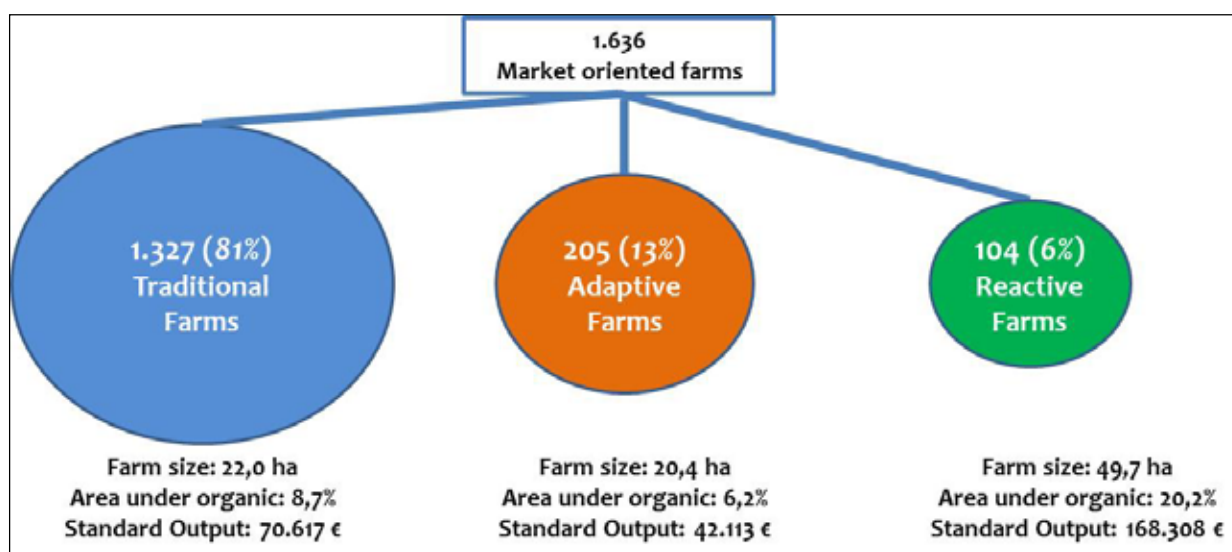 1.636
Market oriented farms
1.327 (81%)
Traditional
Farms
205 (13%)
Adaptive
Farms
104 (6%)
Reactive
Farms
Farm size: 22,0 ha
Area under organic: 8,7%
Standard Output: 70.617 €
Farm size: 20,4 ha
Area under organic: 6,2%
Standard Output: 42.113 €
Farm size: 49,7 ha
Area under organic: 20,2%
Standard Output: 168.308 €